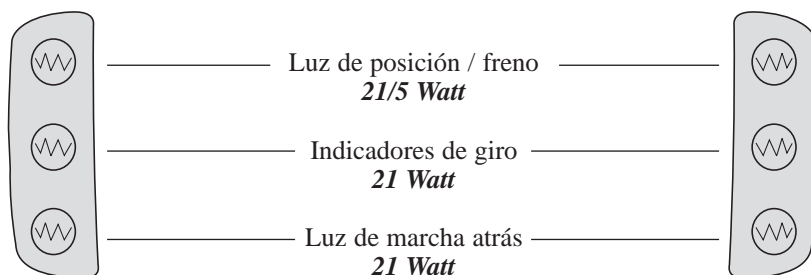 Luz de posición / freno
21/5 Watt
Indicadores de giro
21 Watt
Luz de marcha atrás
21 Watt